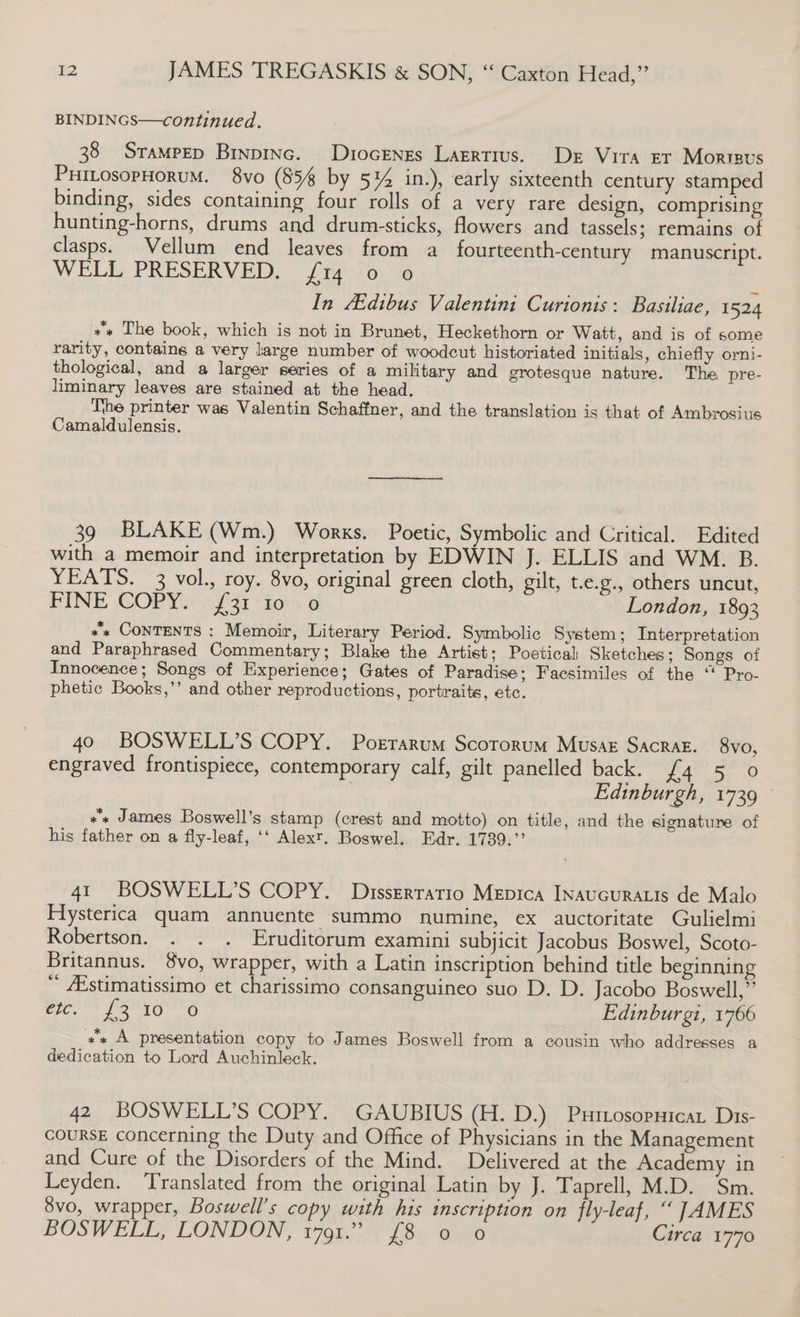 12 JAMES TREGASKIS & SON, “ Caxton Head,”
BINDINGS—continued.
38 Stamped Binding. Diogenes Laertius. De Vita et Moribus
Philosophorum. 8vo (8⅝ by 5½ in.), early sixteenth century stamped
binding, sides containing four rolls of a very rare design, comprising
hunting-horns, drums and drum-sticks, flowers and tassels; remains of
clasps. Vellum end leaves from a fourteenth-century manuscript.
WELL PRESERVED. £14 0 0
In Ædibus Valentini Curionis: Basiliae, 1524
*** The book, which is not in Brunet, Heckethorn or Watt, and is of some
rarity, contains a very large number of woodcut historiated initials, chiefly orni-
thological, and a larger series of a military and grotesque nature. The pre-
liminary leaves are stained at the head.
The printer was Valentin Schaffner, and the translation is that of Ambrosius
Camaldulensis.
39 BLAKE (Wm.) Works. Poetic, Symbolic and Critical. Edited
with a memoir and interpretation by EDWIN J. ELLIS and WM. B.
YEATS. 3 vol., roy. 8vo, original green cloth, gilt, t.e.g., others uncut,
FINE COPY. £31 10 0 London, 1893
*** Contents : Memoir, Literary Period. Symbolic System; Interpretation
and Paraphrased Commentary; Blake the Artist; Poetical Sketches; Songs of
Innocence; Songs of Experience; Gates of Paradise; Facsimiles of the “ Pro-
phetic Books,” and other reproductions, portraits, etc.
40 BOSWELL’S COPY. Poetarum Scotorum Musae Sacrae. 8vo,
engraved frontispiece, contemporary calf, gilt panelled back. £4 5 0
Edinburgh, 1739
*** James Boswell’s stamp (crest and motto) on title, and the signature of
his father on a fly-leaf, “ Alexr. Boswel. Edr. 1739.”
41 BOSWELL’S COPY. Dissertatio Medica Inauguralis de Malo
Hysterica quam annuente summo numine, ex auctoritate Gulielmi
Robertson. . . . Eruditorum examini subjicit Jacobus Boswel, Scoto-
Britannus. 8vo, wrapper, with a Latin inscription behind title beginning
“ Æstimatissimo et charissimo consanguineo suo D. D. Jacobo Boswell,”
etc. £3 10 0 Edinburgi, 1766
*** A presentation copy to James Boswell from a cousin who addresses a
dedication to Lord Auchinleck.
42 BOSWELL’S COPY. GAUBIUS (H. D.) Philosophical Dis-
course concerning the Duty and Office of Physicians in the Management
and Cure of the Disorders of the Mind. Delivered at the Academy in
Leyden. Translated from the original Latin by J. Taprell, M.D. Sm.
8vo, wrapper, Boswell’s copy with his inscription on fly-leaf, “ JAMES
BOSWELL, LONDON, 1791.” £8 0 0 Circa 1770